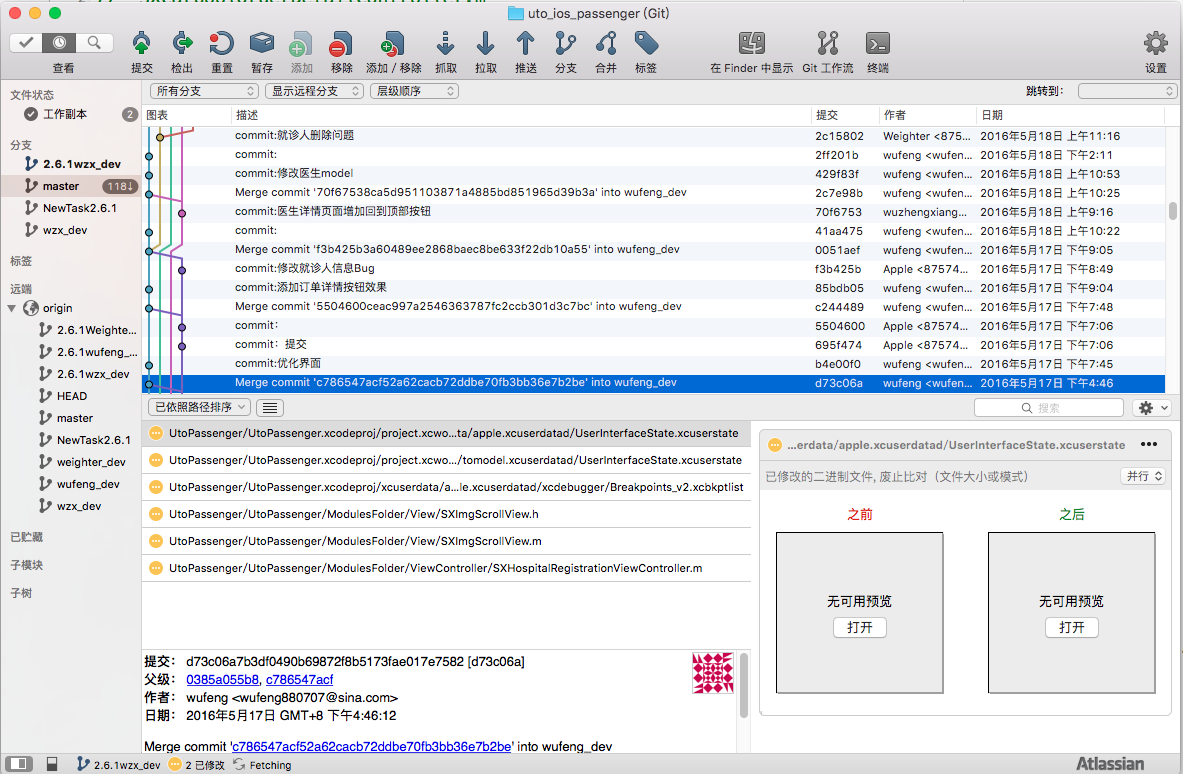 uto_ios_passenger (Git)
查看 提交 检出 重置 暂存 添加 移除 添加 / 移除 抓取 拉取 推送 分支 合并 标签 在 Finder 中显示 Git 工作流 终端 设置
文件状态
工作副本 2
分支
2.6.1wzx_dev
master 118↓
NewTask2.6.1
wzx_dev
标签
远端
origin
2.6.1Weighte...
2.6.1wufeng_...
2.6.1wzx_dev
HEAD
master
NewTask2.6.1
weighter_dev
wufeng_dev
wzx_dev
已贮藏
子模块
子树
所有分支 显示远程分支 层级顺序 跳转到:
图表 描述 提交 作者 日期
commit:就诊人删除问题 2c15802 Weighter <875... 2016年5月18日 上午11:16
commit: 2ff201b wufeng <wufen... 2016年5月18日 下午2:11
commit:修改医生model 429f83f wufeng <wufen... 2016年5月18日 上午10:53
Merge commit '70f67538ca5d951103871a4885bd851965d39b3a' into wufeng_dev 2c7e98b wufeng <wufen... 2016年5月18日 上午10:25
commit:医生详情页面增加回到顶部按钮 70f6753 wuzhengxiang... 2016年5月18日 上午9:16
commit: 41aa475 wufeng <wufen... 2016年5月18日 上午10:22
Merge commit 'f3b425b3a60489ee2868baec8be633f22db10a55' into wufeng_dev 0051aef wufeng <wufen... 2016年5月17日 下午9:05
commit:修改就诊人信息Bug f3b425b Apple <87574... 2016年5月17日 下午8:49
commit:添加订单详情按钮效果 85bdb05 wufeng <wufen... 2016年5月17日 下午9:04
Merge commit '5504600ceac997a2546363787fc2ccb301d3c7bc' into wufeng_dev c244489 wufeng <wufen... 2016年5月17日 下午7:48
commit： 5504600 Apple <87574... 2016年5月17日 下午7:06
commit：提交 695f474 Apple <87574... 2016年5月17日 下午7:06
commit:优化界面 b4e00f0 wufeng <wufen... 2016年5月17日 下午7:45
Merge commit 'c786547acf52a62cacb72ddbe70fb3bb36e7b2be' into wufeng_dev d73c06a wufeng <wufen... 2016年5月17日 下午4:46
已依照路径排序 搜索
UtoPassenger/UtoPassenger.xcodeproj/project.xcwo...ta/apple.xcuserdatad/UserInterfaceState.xcuserstate
UtoPassenger/UtoPassenger.xcodeproj/project.xcwo.../tomodel.xcuserdatad/UserInterfaceState.xcuserstate
UtoPassenger/UtoPassenger.xcodeproj/xcuserdata/a...le.xcuserdatad/xcdebugger/Breakpoints_v2.xcbkptlist
UtoPassenger/UtoPassenger/ModulesFolder/View/SXImgScrollView.h
UtoPassenger/UtoPassenger/ModulesFolder/View/SXImgScrollView.m
UtoPassenger/UtoPassenger/ModulesFolder/ViewController/SXHospitalRegistrationViewController.m
提交： d73c06a7b3df0490b69872f8b5173fae017e7582 [d73c06a]
父级： 0385a055b8, c786547acf
作者： wufeng <wufeng880707@sina.com>
日期： 2016年5月17日 GMT+8 下午4:46:12
Merge commit 'c786547acf52a62cacb72ddbe70fb3bb36e7b2be' into wufeng_dev
...erdata/apple.xcuserdatad/UserInterfaceState.xcuserstate
已修改的二进制文件, 废止比对（文件大小或模式） 并行
之前 之后
无可用预览 无可用预览
打开 打开
2.6.1wzx_dev 2 已修改 Fetching Atlassian